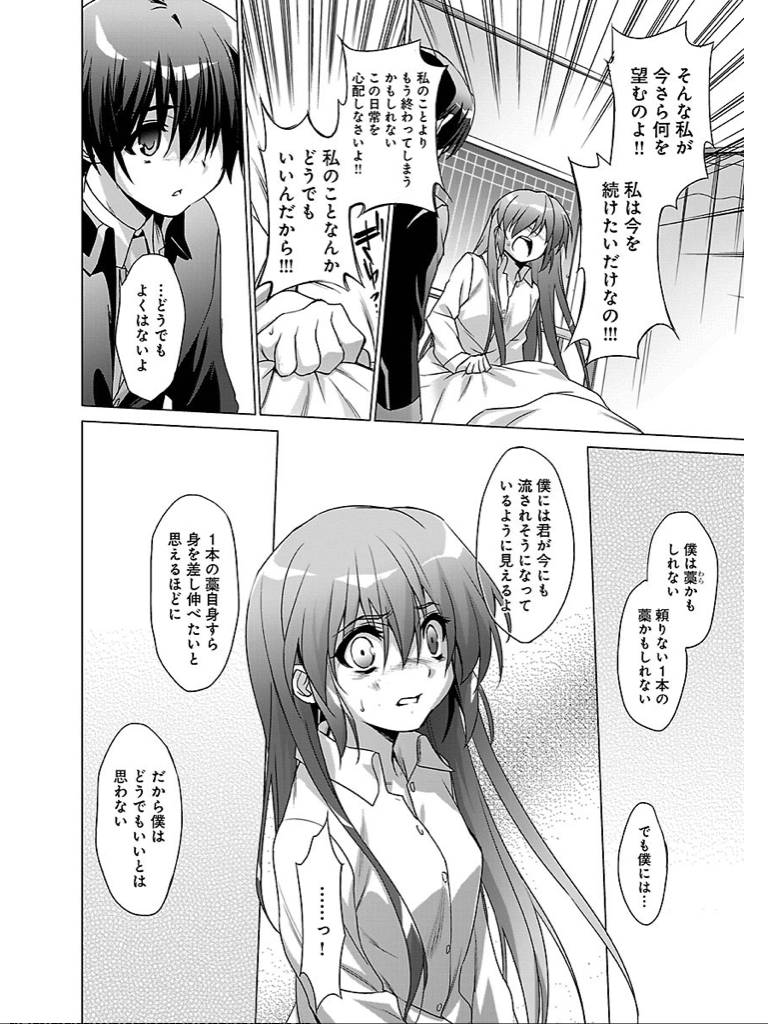 そんな私が
今さら何を
望むのよ!!
私は今を
続けたいだけなの!!!
私のことより
もう終わってしまう
かもしれない
この日常を
心配しなさいよ!!
私のことなんか
どうでも
いいんだから!!!
…どうでも
よくはないよ
僕は藁かも
わら
しれない
頼りない1本の
藁かもしれない
でも僕には…
僕には君が今にも
流されそうになって
いるように見えるよ
……っ!
1本の藁自身すら
身を差し伸べたいと
思えるほどに
だから僕は
どうでもいいとは
思わない